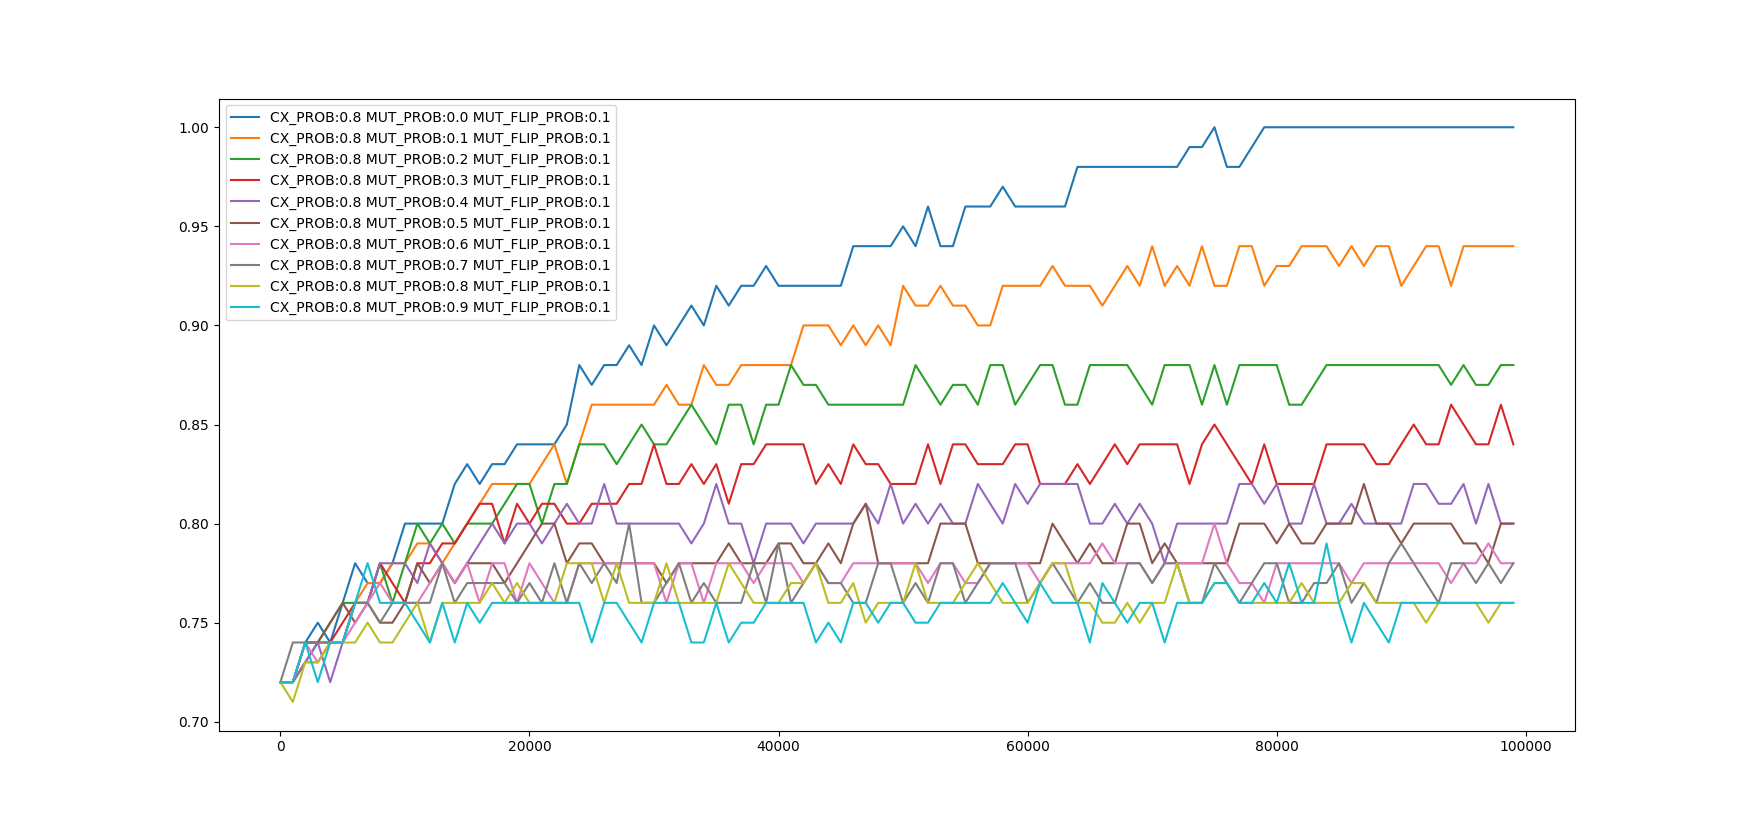 CX_PROB:0.8 MUT_PROB:0.0 MUT_FLIP_PROB:0.1
CX_PROB:0.8 MUT_PROB:0.1 MUT_FLIP_PROB:0.1
CX_PROB:0.8 MUT_PROB:0.2 MUT_FLIP_PROB:0.1
CX_PROB:0.8 MUT_PROB:0.3 MUT_FLIP_PROB:0.1
CX_PROB:0.8 MUT_PROB:0.4 MUT_FLIP_PROB:0.1
CX_PROB:0.8 MUT_PROB:0.5 MUT_FLIP_PROB:0.1
CX_PROB:0.8 MUT_PROB:0.6 MUT_FLIP_PROB:0.1
CX_PROB:0.8 MUT_PROB:0.7 MUT_FLIP_PROB:0.1
CX_PROB:0.8 MUT_PROB:0.8 MUT_FLIP_PROB:0.1
CX_PROB:0.8 MUT_PROB:0.9 MUT_FLIP_PROB:0.1
1.00
0.95
0.90
0.85
0.80
0.75
0.70
0 20000 40000 60000 80000 100000